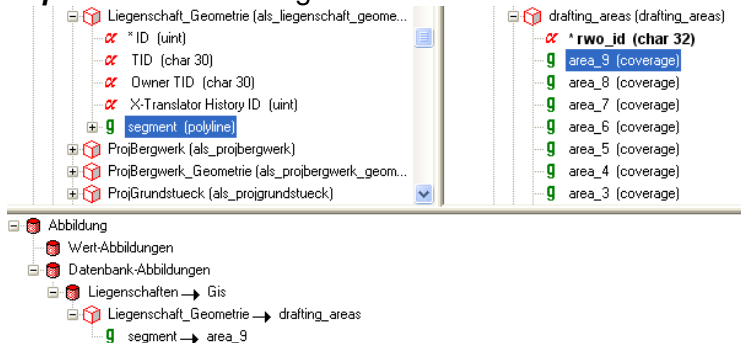 Liegenschaft_Geometrie (als_liegenschaft_geome...
* ID (uint)
TID (char 30)
Owner TID (char 30)
X-Translator History ID (uint)
g segment (polyline)
ProjBergwerk (als_projbergwerk)
ProjBergwerk_Geometrie (als_projbergwerk_geom...
ProjGrundstueck (als_projgrundstueck)
drafting_areas (drafting_areas)
* rwo_id (char 32)
g area_9 (coverage)
g area_8 (coverage)
g area_7 (coverage)
g area_6 (coverage)
g area_5 (coverage)
g area_4 (coverage)
g area_3 (coverage)
Abbildung
Wert-Abbildungen
Datenbank-Abbildungen
Liegenschaften → Gis
Liegenschaft_Geometrie → drafting_areas
g segment → area_9